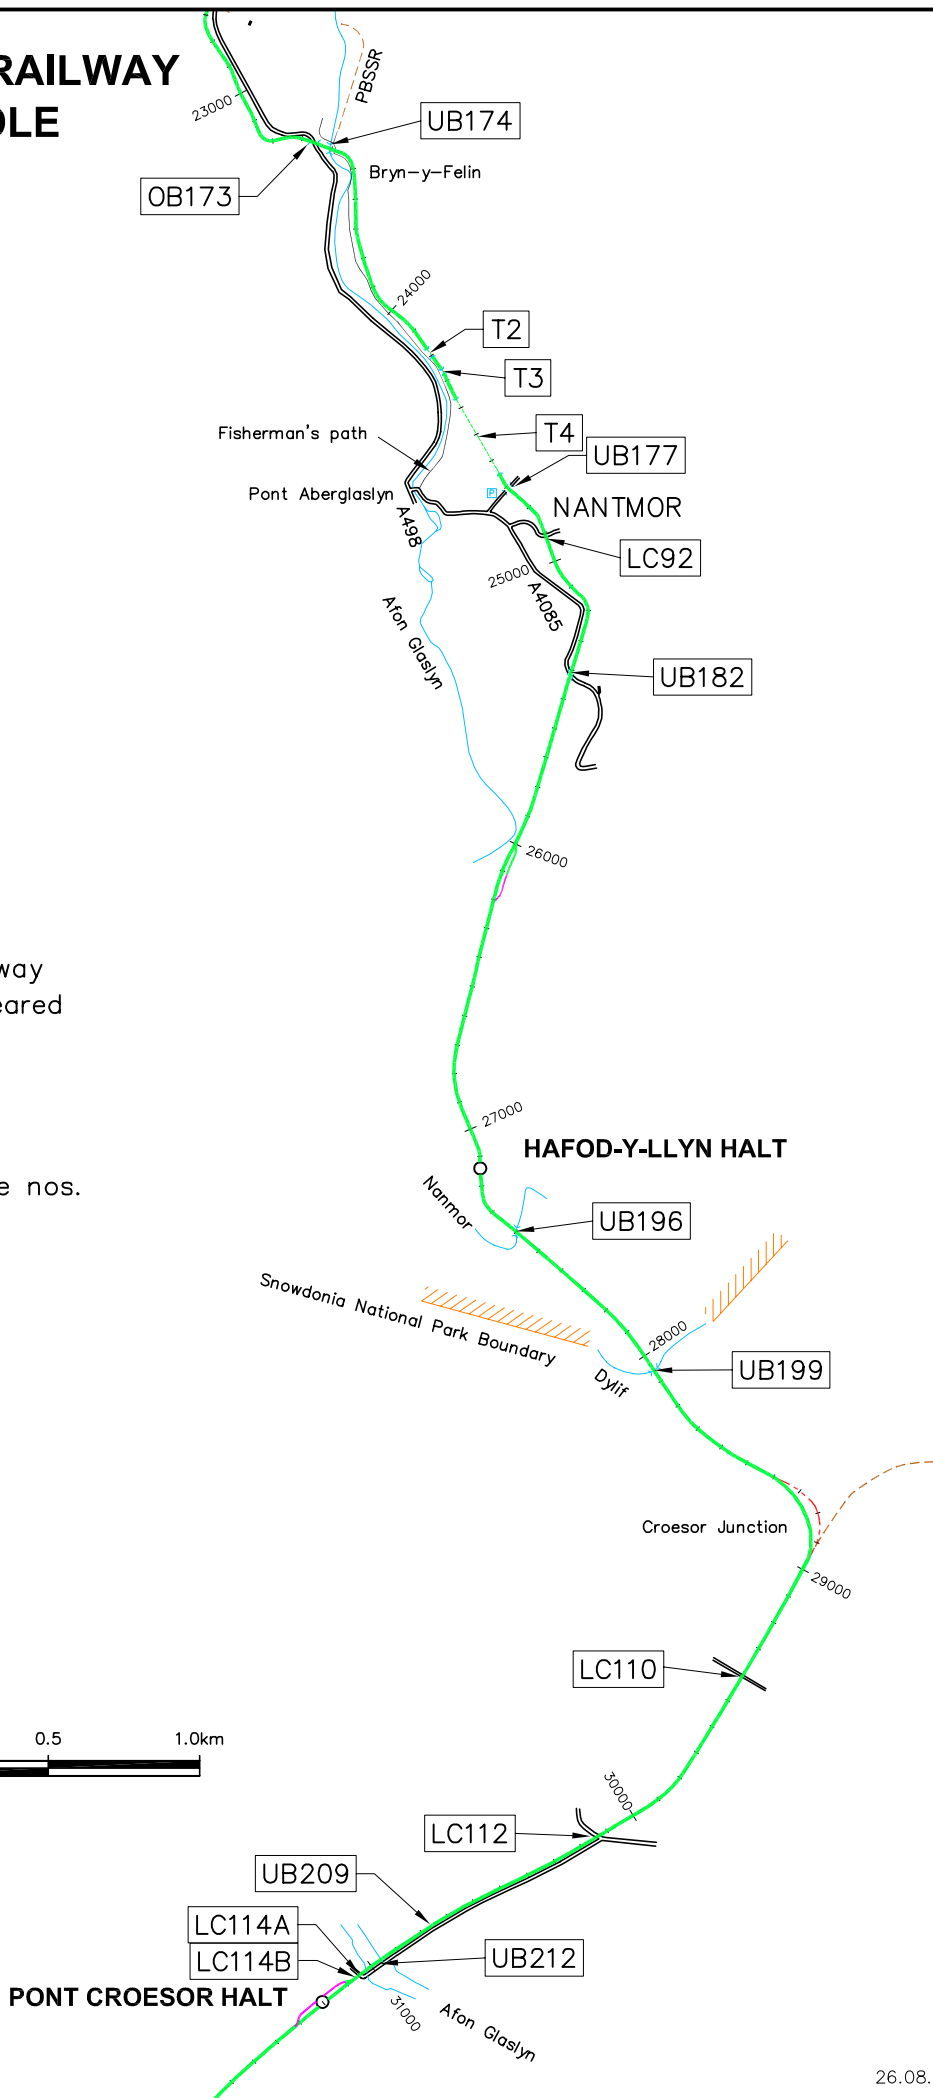 RAILWAY
OLE
PBSSR
23000
UB174
Bryn-y-Felin
OB173
24000
T2
T3
T4
Fisherman's path
UB177
Pont Aberglaslyn
P
NANTMOR
A498
LC92
25000
A4085
Afon Glaslyn
UB182
26000
way
eared
27000
HAFOD-Y-LLYN HALT
e nos.
Nanmor
UB196
Snowdonia National Park Boundary
28000
UB199
Dylif
Croesor Junction
29000
LC110
0.5
1.0km
30000
LC112
UB209
LC114A
LC114B
UB212
PONT CROESOR HALT
31000
Afon Glaslyn
26.08.